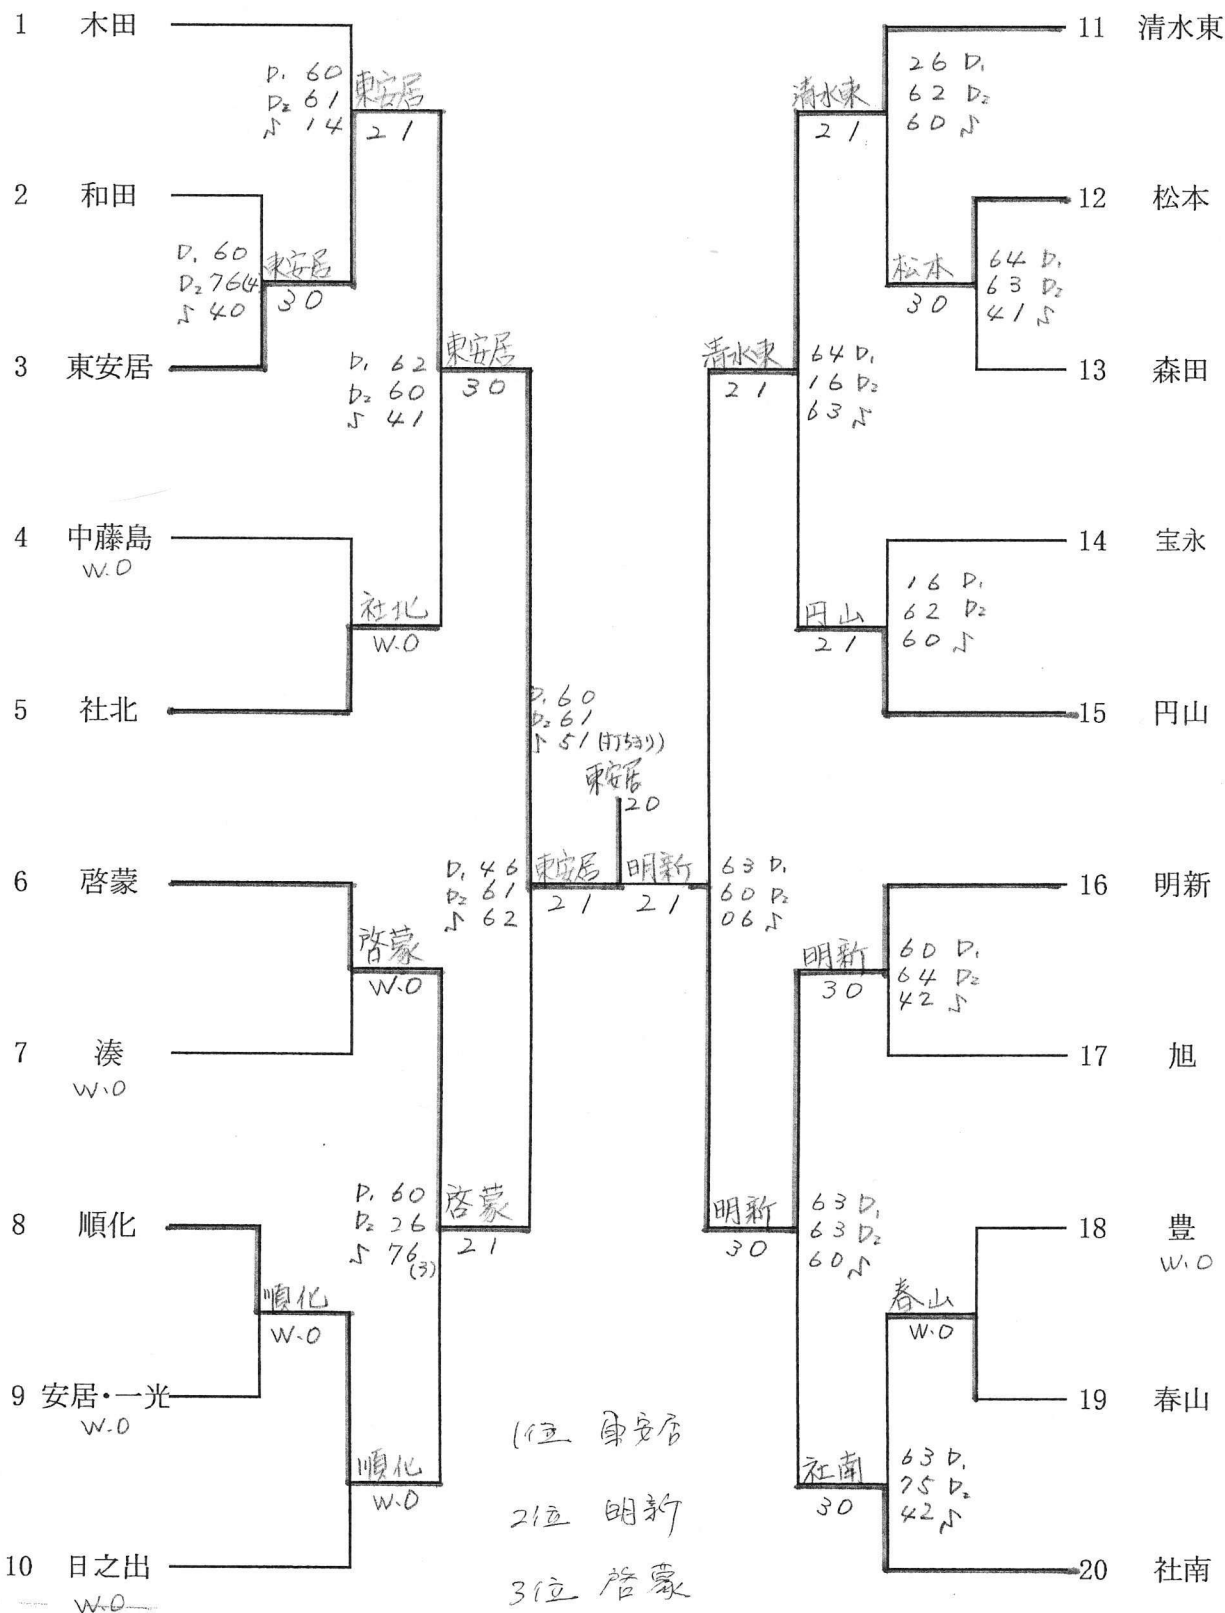 1 木田
D1 60
D2 61
S 14
東安居
21
2 和田
D1 60
D2 76(4)
S 40
東安居
30
3 東安居
D1 62
D2 60
S 41
東安居
30
4 中藤島
W.O
社北
W.O
5 社北
D1 60
D2 61
S 51 (打ち切り)
東安居
20
6 啓蒙
啓蒙
W.O
D1 46
D2 61
S 62
東安居
21
明新
21
7 湊
W.O
8 順化
D1 60
D2 26
S 76(3)
啓蒙
21
順化
W.O
9 安居・一光
W.O
順化
W.O
10 日之出
W.O
11 清水東
清水東
21
26 D1
62 D2
60 S
12 松本
松本
30
64 D1
63 D2
41 S
13 森田
清水東
21
64 D1
16 D2
63 S
14 宝永
円山
21
16 D1
62 D2
60 S
15 円山
63 D1
60 D2
06 S
16 明新
明新
30
60 D1
64 D2
42 S
17 旭
明新
30
63 D1
63 D2
60 S
18 豊
W.O
春山
W.O
19 春山
社南
30
63 D1
75 D2
42 S
20 社南
1位 東安居
2位 明新
3位 啓蒙